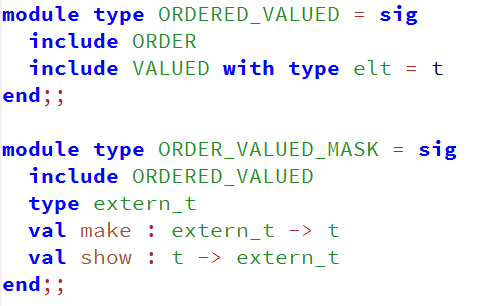 module type ORDERED_VALUED = sig
  include ORDER
  include VALUED with type elt = t
end;;

module type ORDER_VALUED_MASK = sig
  include ORDERED_VALUED
  type extern_t
  val make : extern_t -> t
  val show : t -> extern_t
end;;